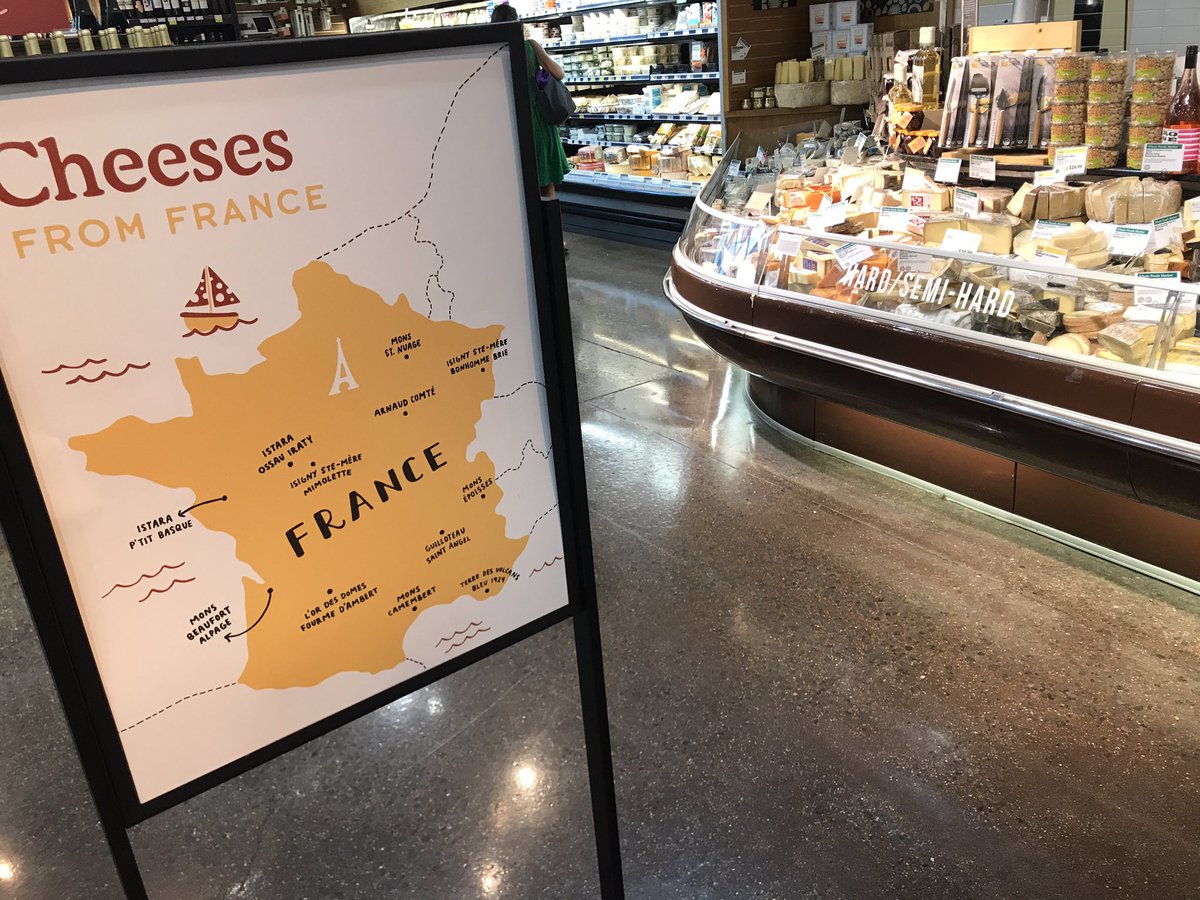 Cheeses
FROM FRANCE
MONS
ST. NUAGE
ISIGNY STE-MÈRE
BONHOMME BRIE
ARNAUD COMTÉ
ISTARA
OSSAU IRATY
ISIGNY STE-MÈRE
MIMOLETTE
FRANCE
MONS
ÉPOISSES
ISTARA
P'TIT BASQUE
GUILLOTEAU
SAINT ANGEL
TERRE DES VOLCANS
BLEU 1924
L'OR DES DOMES
FOURME D'AMBERT
MONS
CAMEMBERT
MONS
BEAUFORT
ALPAGE
HARD/SEMI-HARD